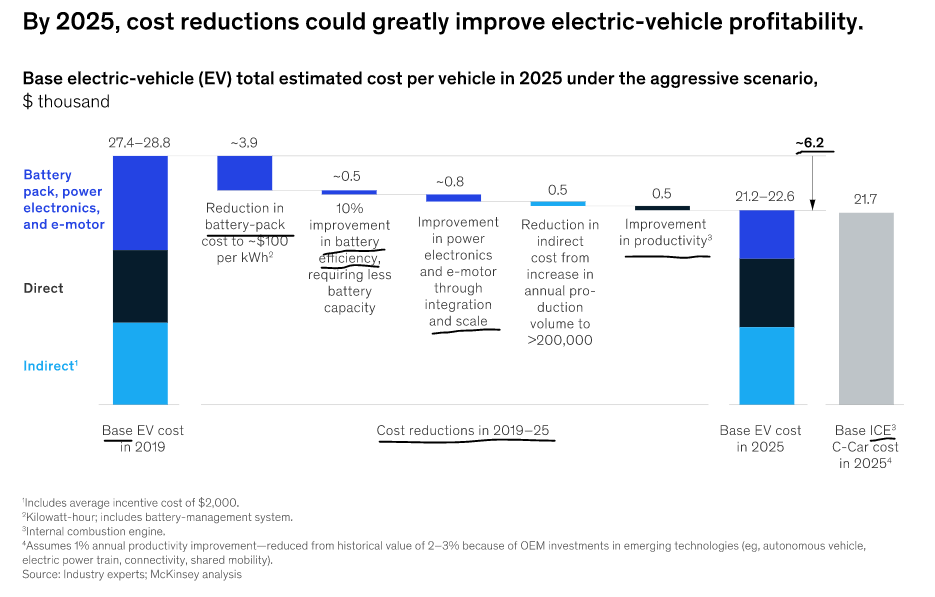 By 2025, cost reductions could greatly improve electric-vehicle profitability.
Base electric-vehicle (EV) total estimated cost per vehicle in 2025 under the aggressive scenario,
$ thousand
27.4–28.8
~3.9
~0.5
~0.8
0.5
0.5
21.2–22.6
~6.2
21.7
Battery
pack, power
electronics,
and e-motor
Direct
Indirect¹
Reduction in
battery-pack
cost to ~$100
per kWh²
10%
improvement
in battery
efficiency,
requiring less
battery
capacity
Improvement
in power
electronics
and e-motor
through
integration
and scale
Reduction in
indirect
cost from
increase in
annual pro-
duction
volume to
>200,000
Improvement
in productivity³
Base EV cost
in 2019
Cost reductions in 2019–25
Base EV cost
in 2025
Base ICE³
C-Car cost
in 2025⁴
¹Includes average incentive cost of $2,000.
²Kilowatt-hour; includes battery-management system.
³Internal combustion engine.
⁴Assumes 1% annual productivity improvement—reduced from historical value of 2–3% because of OEM investments in emerging technologies (eg, autonomous vehicle,
electric power train, connectivity, shared mobility).
Source: Industry experts; McKinsey analysis